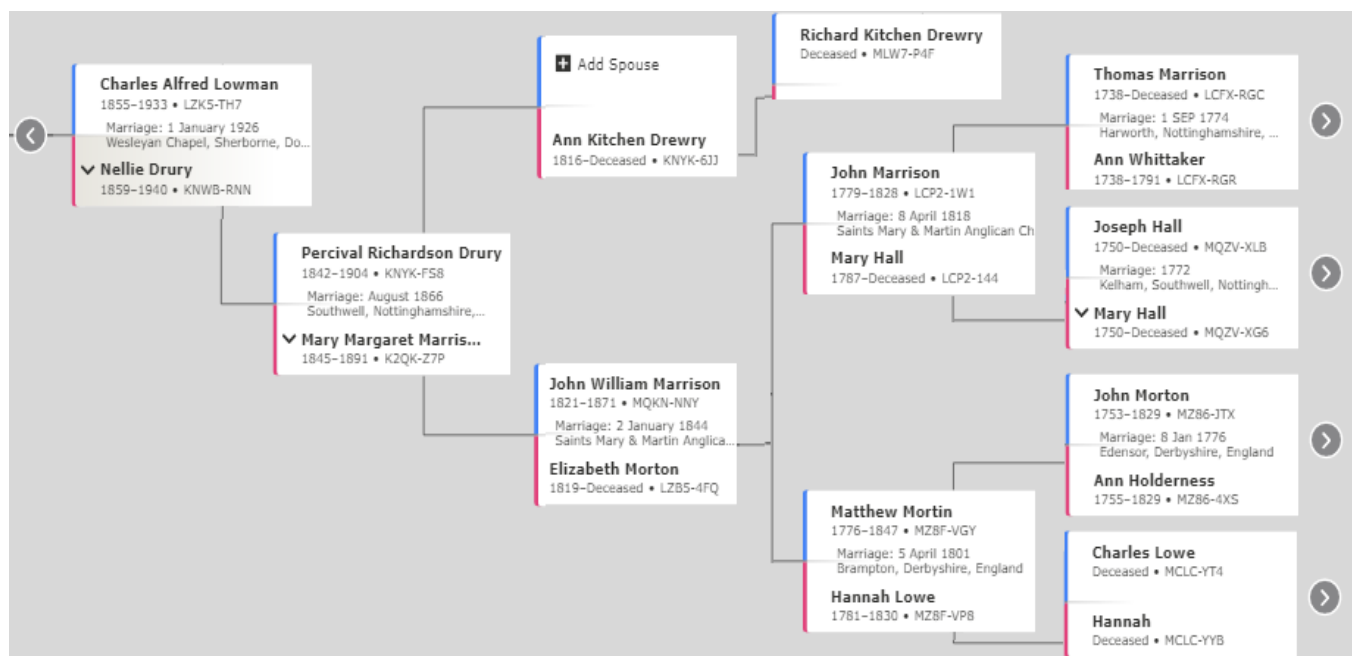 Charles Alfred Lowman
1855–1933 • LZK5-TH7
Marriage: 1 January 1926
Wesleyan Chapel, Sherborne, Do...
Nellie Drury
1859–1940 • KNWB-RNN
Percival Richardson Drury
1842–1904 • KNYK-FS8
Marriage: August 1866
Southwell, Nottinghamshire,...
Mary Margaret Marris...
1845–1891 • K2QK-Z7P
Add Spouse
Ann Kitchen Drewry
1816–Deceased • KNYK-6JJ
John William Marrison
1821–1871 • MQKN-NNY
Marriage: 2 January 1844
Saints Mary & Martin Anglica...
Elizabeth Morton
1819–Deceased • LZB5-4FQ
Richard Kitchen Drewry
Deceased • MLW7-P4F
John Marrison
1779–1828 • LCP2-1W1
Marriage: 8 April 1818
Saints Mary & Martin Anglican Ch
Mary Hall
1787–Deceased • LCP2-144
Matthew Mortin
1776–1847 • MZ8F-VGY
Marriage: 5 April 1801
Brampton, Derbyshire, England
Hannah Lowe
1781–1830 • MZ8F-VP8
Thomas Marrison
1738–Deceased • LCFX-RGC
Marriage: 1 SEP 1774
Harworth, Nottinghamshire, ...
Ann Whittaker
1738–1791 • LCFX-RGR
Joseph Hall
1750–Deceased • MQZV-XLB
Marriage: 1772
Kelham, Southwell, Nottingh...
Mary Hall
1750–Deceased • MQZV-XG6
John Morton
1753–1829 • MZ86-JTX
Marriage: 8 Jan 1776
Edensor, Derbyshire, England
Ann Holderness
1755–1829 • MZ86-4XS
Charles Lowe
Deceased • MCLC-YT4
Hannah
Deceased • MCLC-YYB